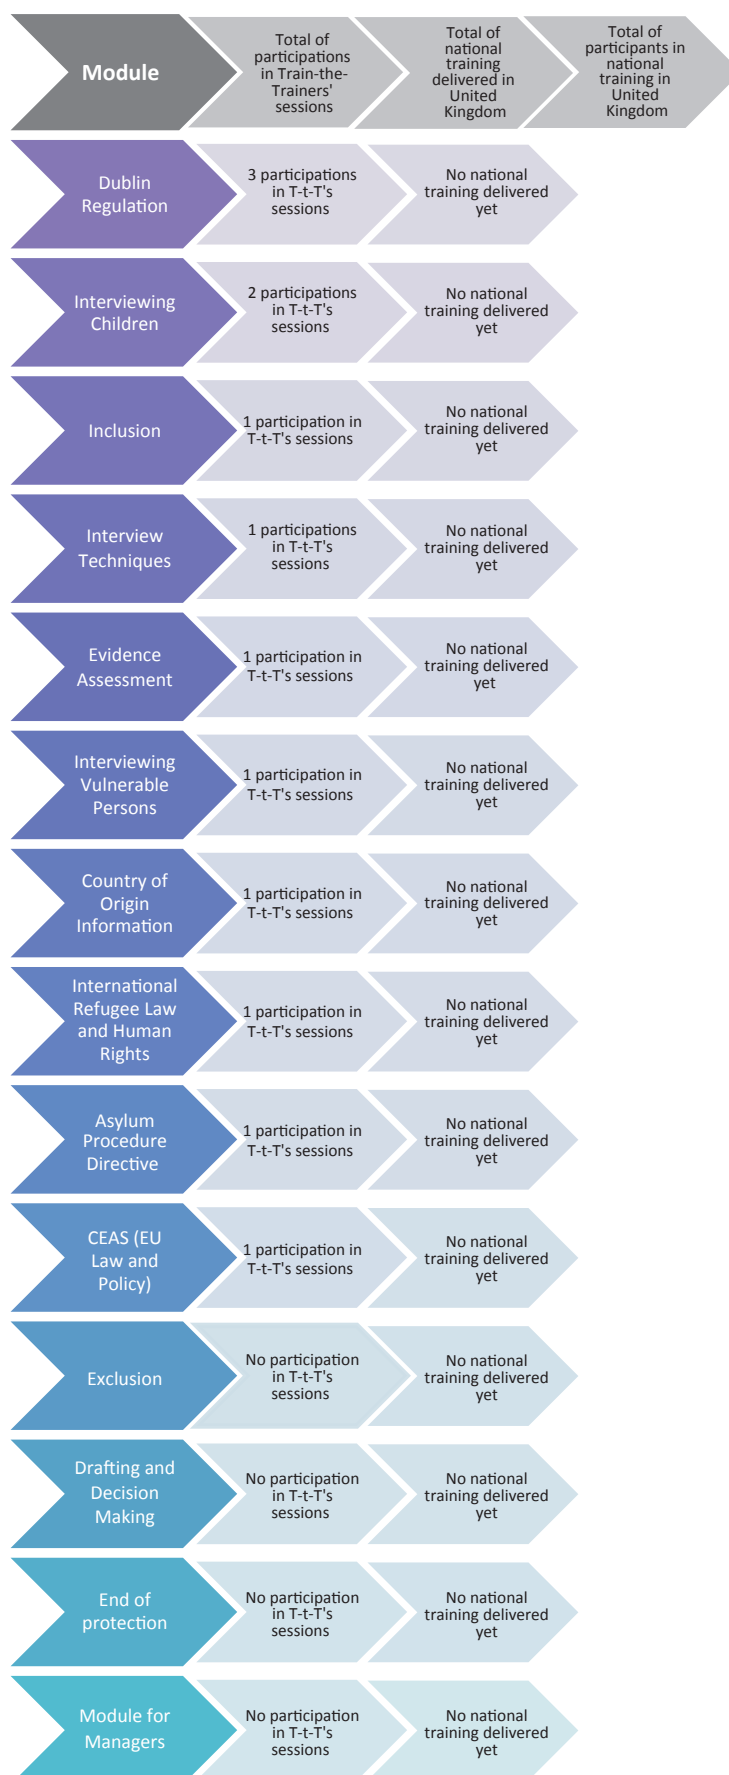 Module
Total of
participations
in Train-the-
Trainers'
sessions
Total of
national
training
delivered in
United
Kingdom
Total of
participants in
national
training in
United
Kingdom
Dublin
Regulation
3 participations
in T-t-T's
sessions
No national
training delivered
yet
Interviewing
Children
2 participations
in T-t-T's
sessions
No national
training delivered
yet
Inclusion
1 participation in
T-t-T's sessions
No national
training delivered
yet
Interview
Techniques
1 participations
in T-t-T's
sessions
No national
training delivered
yet
Evidence
Assessment
1 participation in
T-t-T's sessions
No national
training delivered
yet
Interviewing
Vulnerable
Persons
1 participation in
T-t-T's sessions
No national
training delivered
yet
Country of
Origin
Information
1 participation in
T-t-T's sessions
No national
training delivered
yet
International
Refugee Law
and Human
Rights
1 participation in
T-t-T's sessions
No national
training delivered
yet
Asylum
Procedure
Directive
1 participation in
T-t-T's sessions
No national
training delivered
yet
CEAS (EU
Law and
Policy)
1 participation in
T-t-T's sessions
No national
training delivered
yet
Exclusion
No participation
in T-t-T's
sessions
No national
training delivered
yet
Drafting and
Decision
Making
No participation
in T-t-T's
sessions
No national
training delivered
yet
End of
protection
No participation
in T-t-T's
sessions
No national
training delivered
yet
Module for
Managers
No participation
in T-t-T's
sessions
No national
training delivered
yet